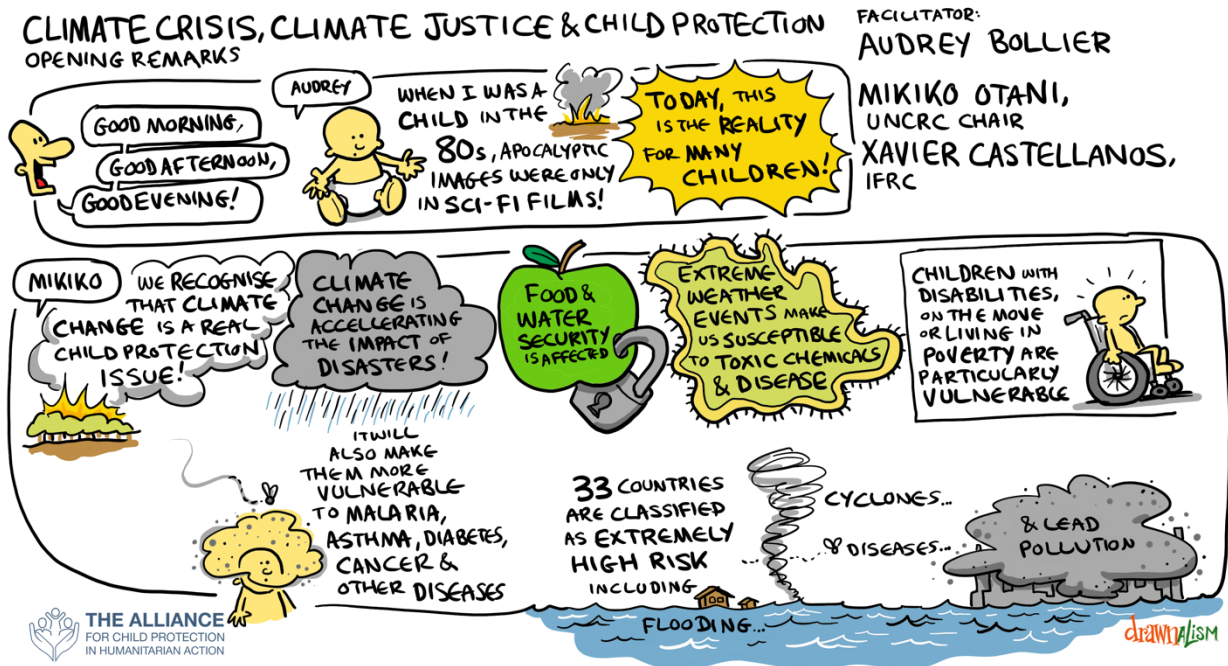 CLIMATE CRISIS, CLIMATE JUSTICE & CHILD PROTECTION
OPENING REMARKS
FACILITATOR:
AUDREY BOLLIER
MIKIKO OTANI,
UNCRC CHAIR
XAVIER CASTELLANOS,
IFRC
GOOD MORNING,
GOOD AFTERNOON,
GOOD EVENING!
AUDREY
WHEN I WAS A
CHILD IN THE
80s, APOCALYPTIC
IMAGES WERE ONLY
IN SCI-FI FILMS!
TODAY, THIS
IS THE REALITY
FOR MANY
CHILDREN!
MIKIKO
WE RECOGNISE
THAT CLIMATE
CHANGE IS A REAL
CHILD PROTECTION
ISSUE!
CLIMATE
CHANGE IS
ACCELLERATING
THE IMPACT OF
DISASTERS!
FOOD &
WATER
SECURITY
IS AFFECTED
EXTREME
WEATHER
EVENTS MAKE
US SUSCEPTIBLE
TO TOXIC CHEMICALS
& DISEASE
CHILDREN WITH
DISABILITIES,
ON THE MOVE
OR LIVING IN
POVERTY ARE
PARTICULARLY
VULNERABLE
IT WILL
ALSO MAKE
THEM MORE
VULNERABLE
TO MALARIA,
ASTHMA, DIABETES,
CANCER &
OTHER DISEASES
33 COUNTRIES
ARE CLASSIFIED
AS EXTREMELY
HIGH RISK
INCLUDING
FLOODING...
CYCLONES...
& DISEASES...
& LEAD
POLLUTION
THE ALLIANCE
FOR CHILD PROTECTION
IN HUMANITARIAN ACTION
drawnalism